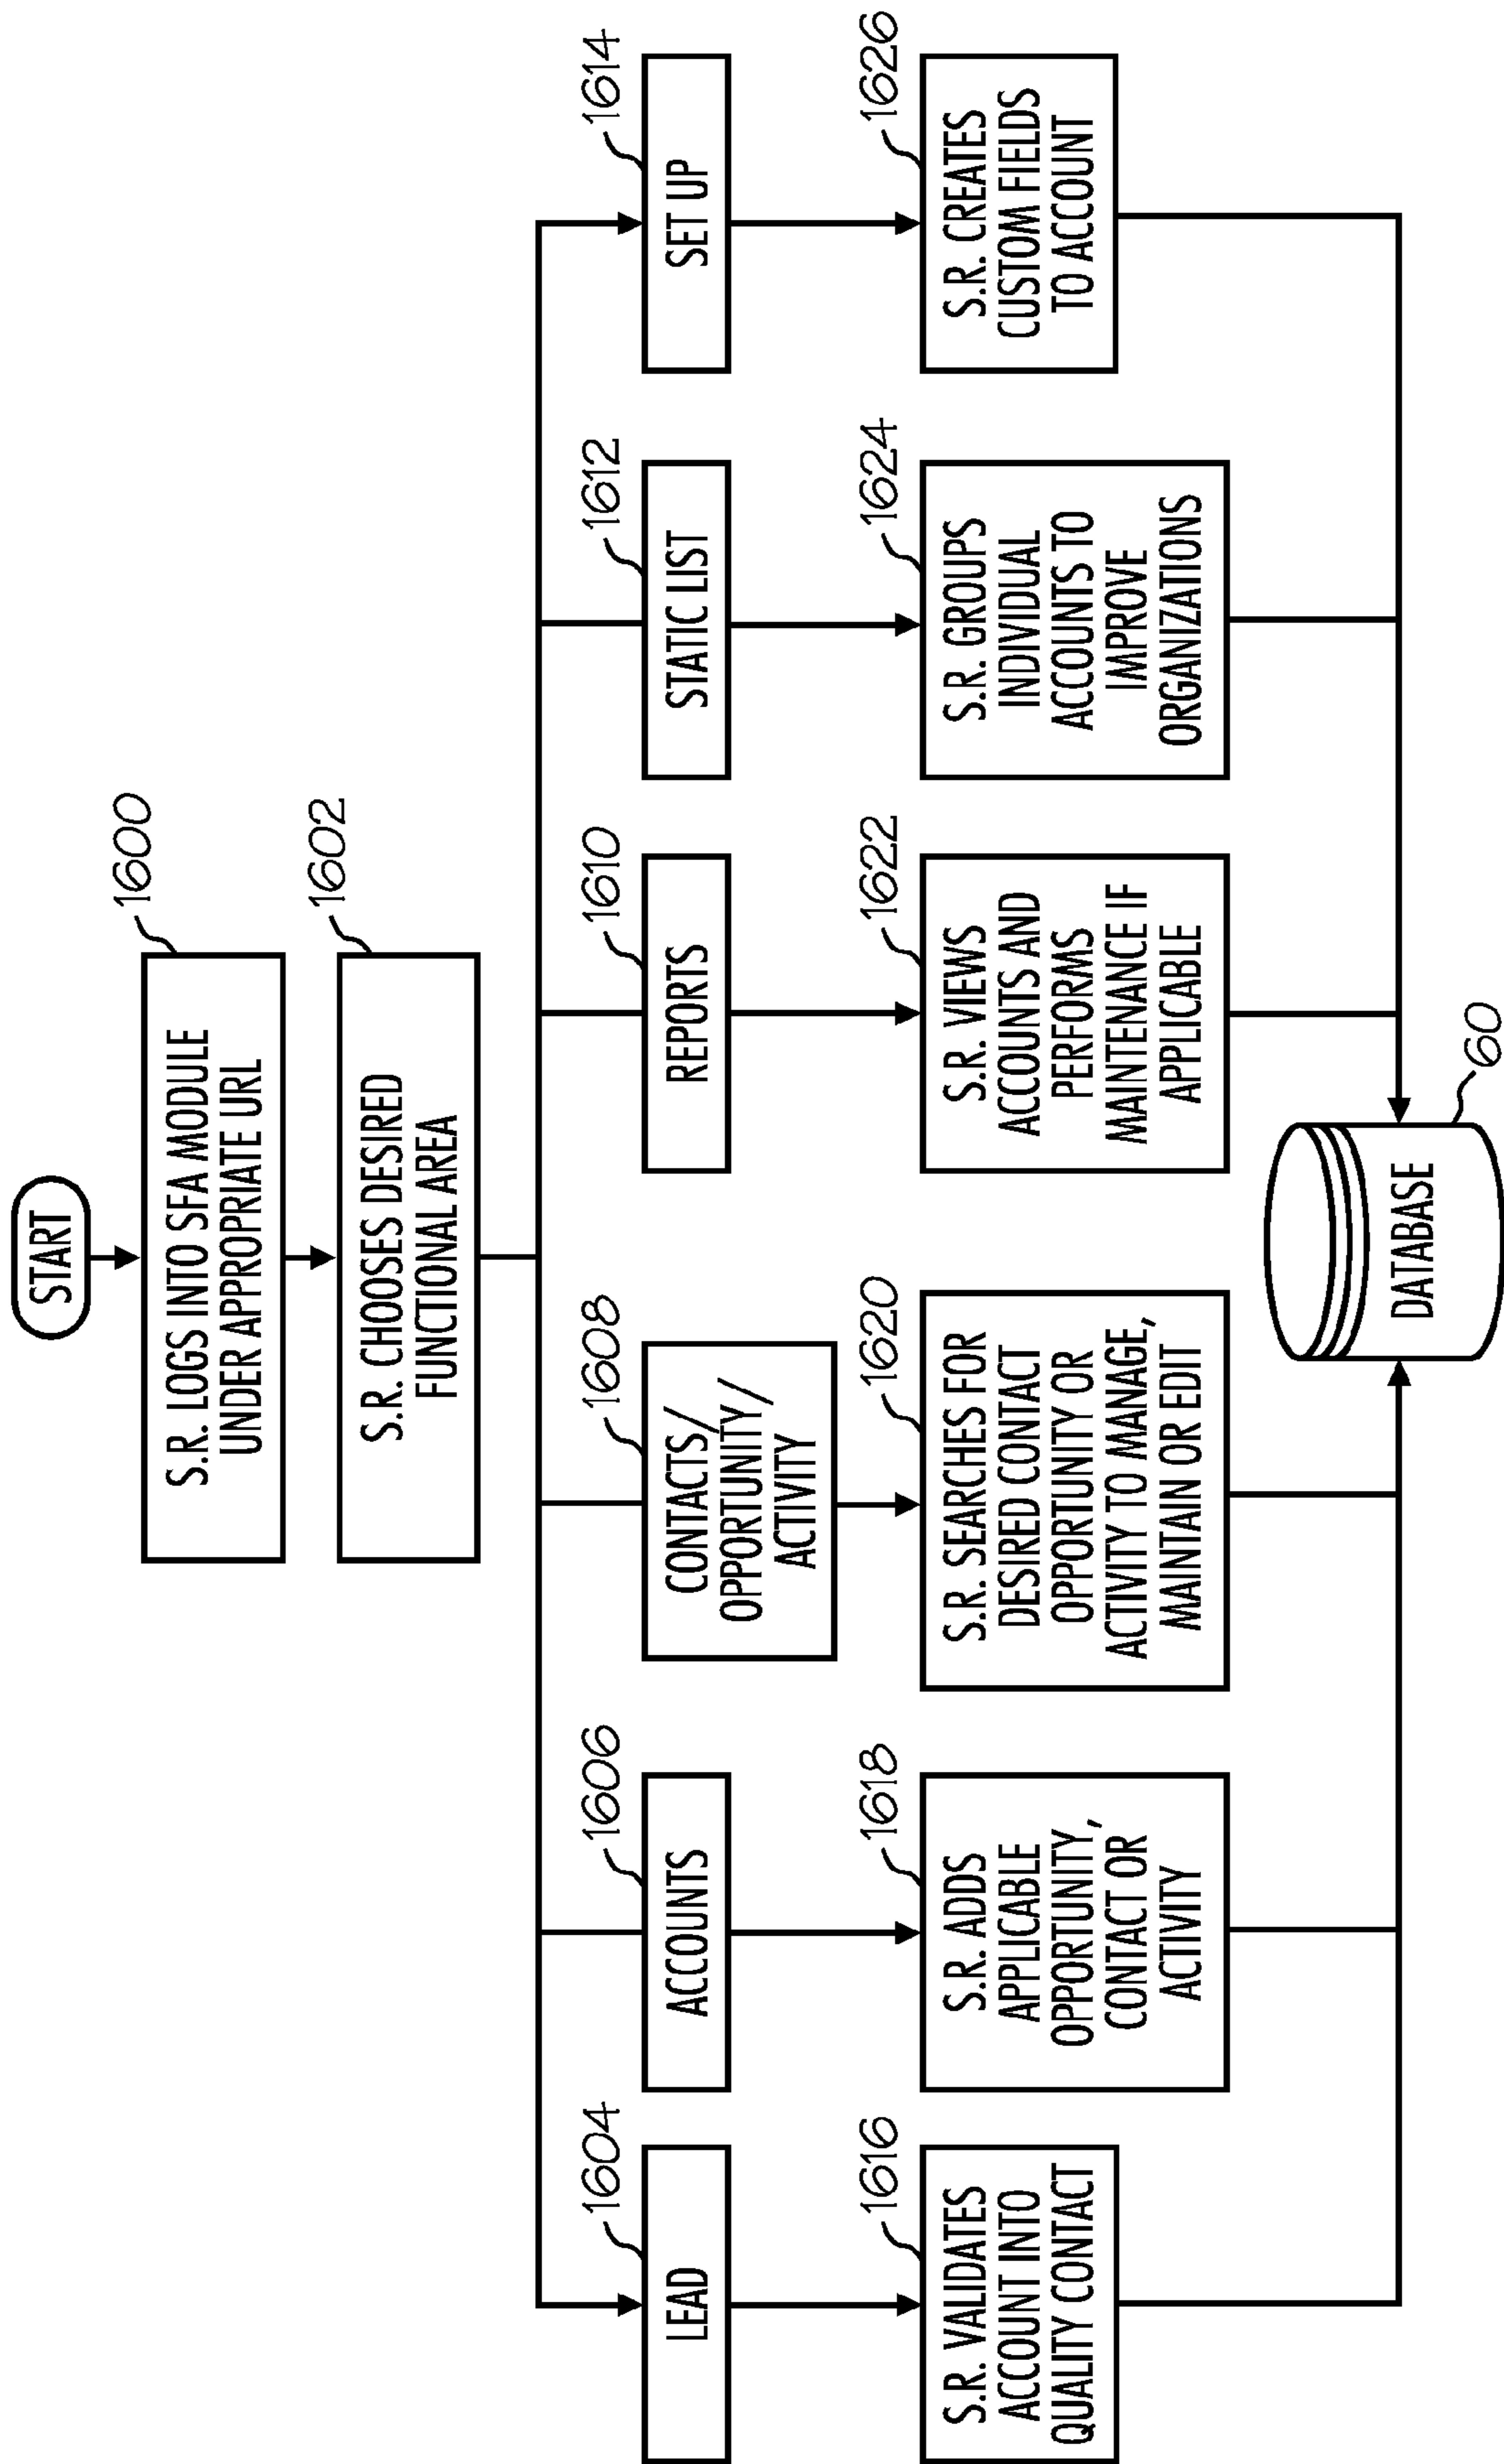 START
1600
S.R. LOGS INTO SFA MODULE
UNDER APPROPRIATE URL
1602
S.R. CHOOSES DESIRED
FUNCTIONAL AREA
1604
LEAD
1606
ACCOUNTS
1608
CONTACTS/
OPPORTUNITY/
ACTIVITY
1610
REPORTS
1612
STATIC LIST
1614
SET UP
1616
S.R. VALIDATES
ACCOUNT INTO
QUALITY CONTACT
1618
S.R. ADDS
APPLICABLE
OPPORTUNITY,
CONTACT OR
ACTIVITY
1620
S.R. SEARCHES FOR
DESIRED CONTACT
OPPORTUNITY OR
ACTIVITY TO MANAGE,
MAINTAIN OR EDIT
1622
S.R. VIEWS
ACCOUNTS AND
PERFORMS
MAINTENANCE IF
APPLICABLE
1624
S.R. GROUPS
INDIVIDUAL
ACCOUNTS TO
IMPROVE
ORGANIZATIONS
1626
S.R. CREATES
CUSTOM FIELDS
TO ACCOUNT
DATABASE
60